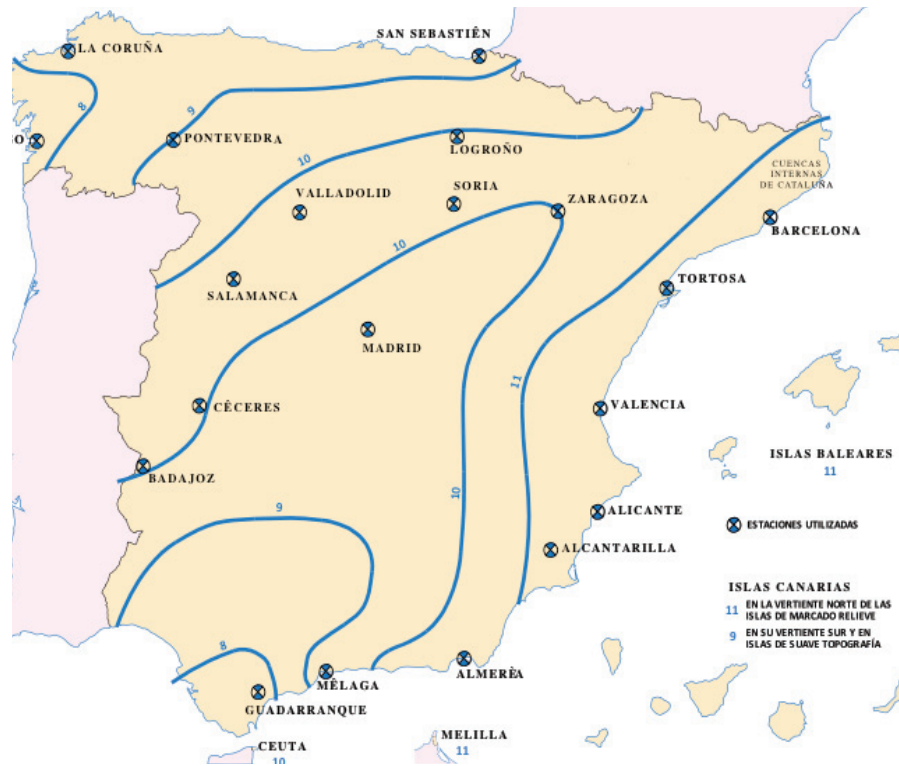 SAN SEBASTIÊN
LA CORUÑA
8
9
O
PONTEVEDRA
LOGROÑO
10
CUENCAS
INTERNAS
DE CATALUÑA
VALLADOLID
SORIA
ZARAGOZA
BARCELONA
10
SALAMANCA
TORTOSA
MADRID
11
CÊCERES
VALENCIA
ISLAS BALEARES
11
BADAJOZ
10
9
ALICANTE
ESTACIONES UTILIZADAS
ALCANTARILLA
ISLAS CANARIAS
11 EN LA VERTIENTE NORTE DE LAS
ISLAS DE MARCADO RELIEVE
9 EN SU VERTIENTE SUR Y EN
ISLAS DE SUAVE TOPOGRAFÍA
8
MÊLAGA
ALMERÈA
GUADARRANQUE
CEUTA
10
MELILLA
11